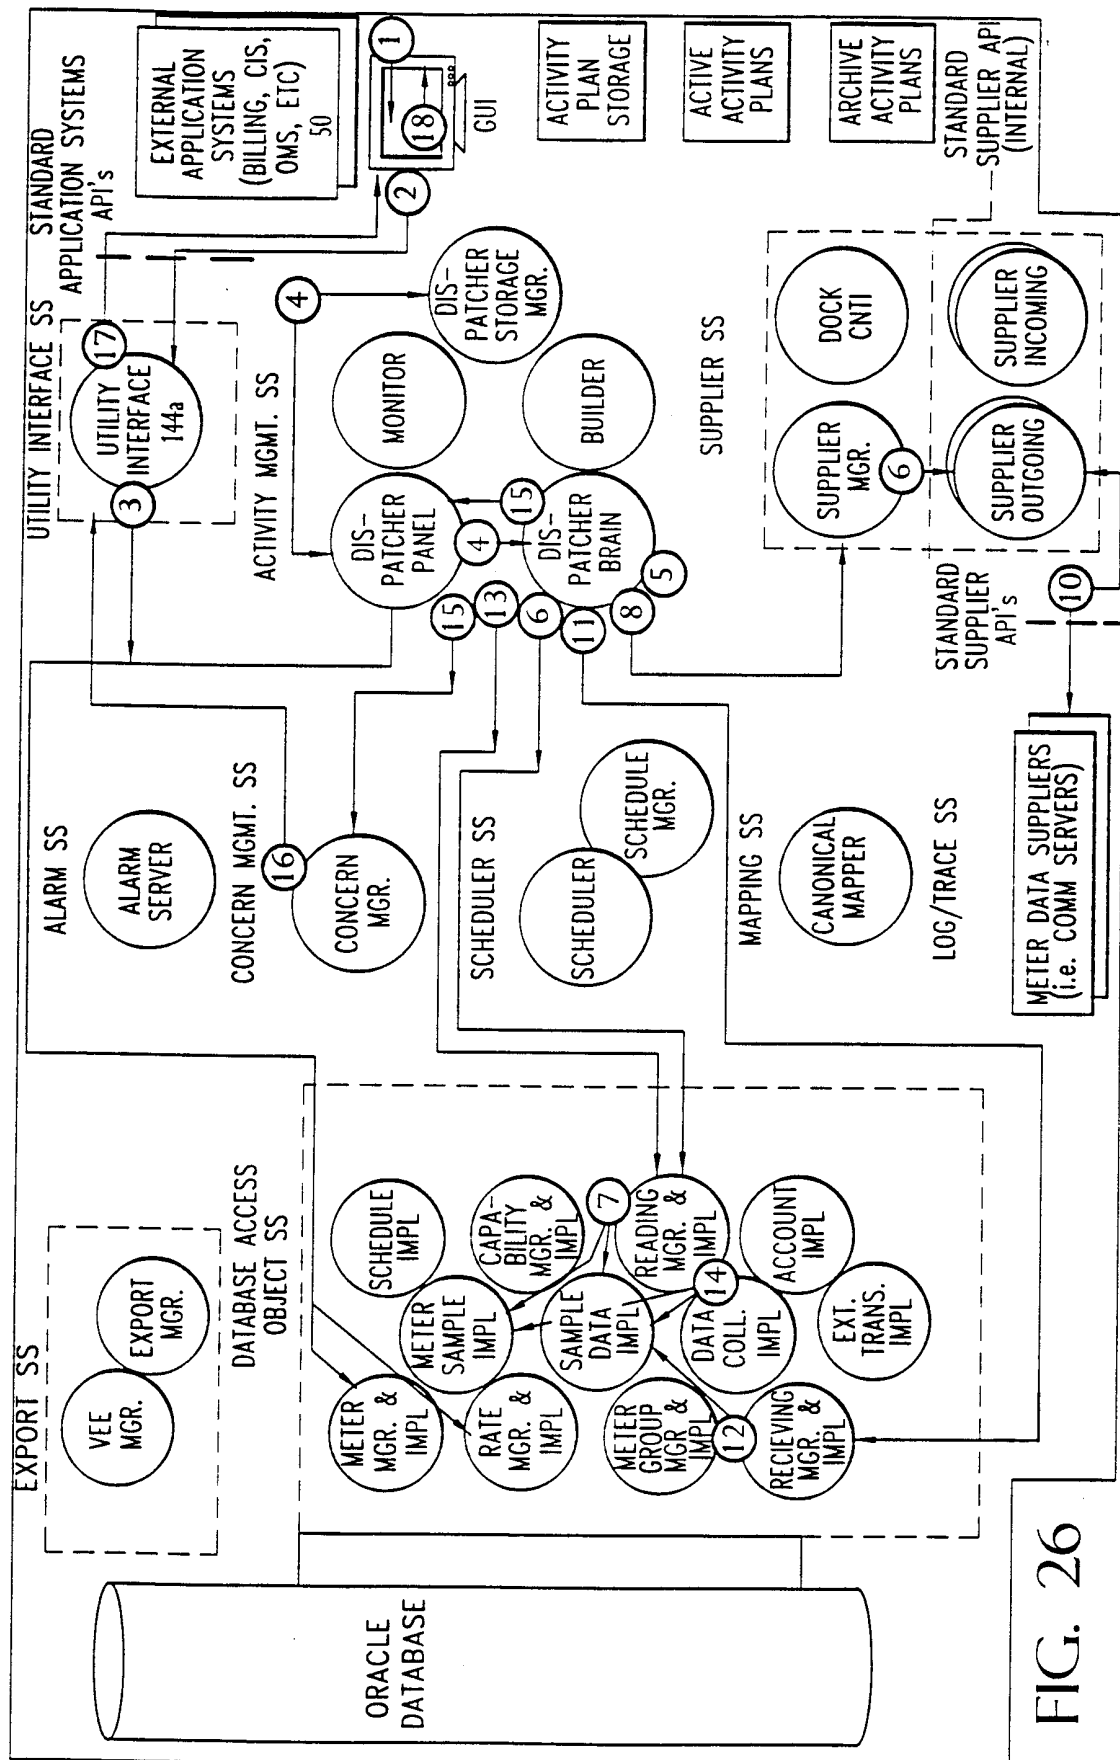 EXPORT SS
VEE
MGR.
EXPORT
MGR.
ALARM SS
ALARM
SERVER
UTILITY INTERFACE SS
UTILITY
INTERFACE
144a
3
17
STANDARD
APPLICATION SYSTEMS
API's
EXTERNAL
APPLICATION
SYSTEMS
(BILLING, CIS,
OMS, ETC)
50
1
18
2
GUI
ORACLE
DATABASE
DATABASE ACCESS
OBJECT SS
METER
MGR. &
IMPL
RATE
MGR. &
IMPL
METER
GROUP
MGR &
IMPL
12
RECIEVING
MGR. &
IMPL
METER
SAMPLE
IMPL
SAMPLE
DATA
IMPL
DATA
COLL.
IMPL
14
EXT.
TRANS.
IMPL
SCHEDULE
IMPL
CAPA-
BILITY
MGR. &
IMPL
7
READING
MGR. &
IMPL
ACCOUNT
IMPL
CONCERN MGMT. SS
16
CONCERN
MGR.
SCHEDULER SS
SCHEDULER
SCHEDULE
MGR.
MAPPING SS
CANONICAL
MAPPER
LOG/TRACE SS
METER DATA SUPPLIERS
(i.e. COMM SERVERS)
ACTIVITY MGMT. SS
4
DIS-
PATCHER
PANEL
MONITOR
DIS-
PATCHER
STORAGE
MGR.
15
4
15
13
6
11
8
5
DIS-
PATCHER
BRAIN
BUILDER
SUPPLIER SS
SUPPLIER
MGR.
6
DOCK
CNTI
SUPPLIER
OUTGOING
SUPPLIER
INCOMING
STANDARD
SUPPLIER
API's
10
ACTIVITY
PLAN
STORAGE
ACTIVE
ACTIVITY
PLANS
ARCHIVE
ACTIVITY
PLANS
STANDARD
SUPPLIER API
(INTERNAL)
FIG. 26